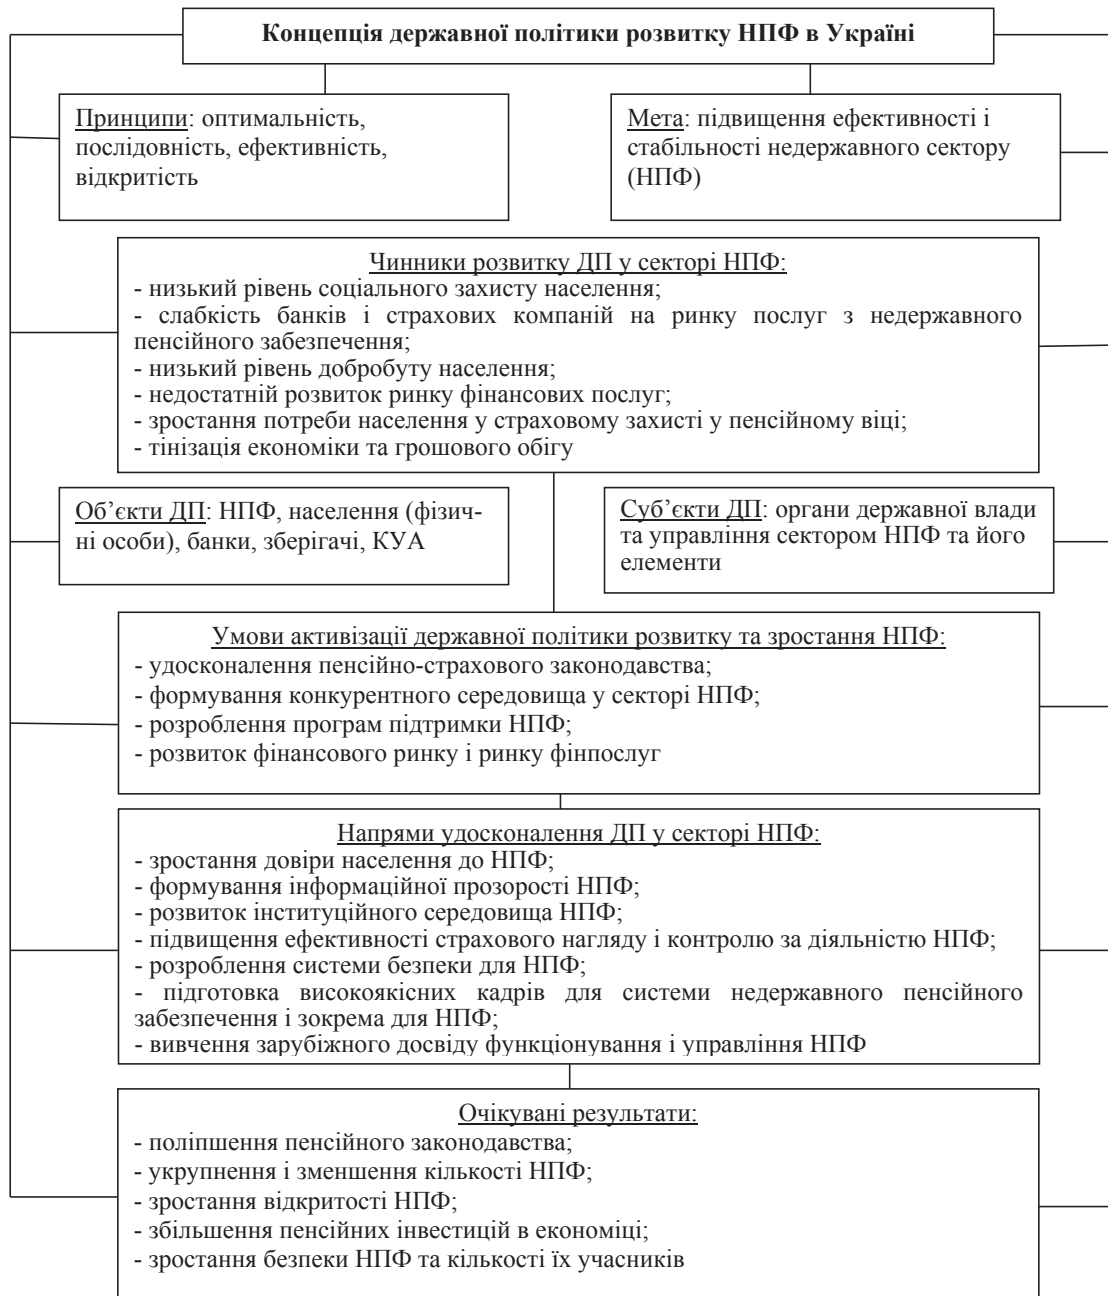 Концепція державної політики розвитку НПФ в Україні
Принципи: оптимальність,
послідовність, ефективність,
відкритість
Мета: підвищення ефективності і
стабільності недержавного сектору
(НПФ)
Чинники розвитку ДП у секторі НПФ:
- низький рівень соціального захисту населення;
- слабкість банків і страхових компаній на ринку послуг з недержавного
пенсійного забезпечення;
- низький рівень добробуту населення;
- недостатній розвиток ринку фінансових послуг;
- зростання потреби населення у страховому захисті у пенсійному віці;
- тінізація економіки та грошового обігу
Об’єкти ДП: НПФ, населення (фізич-
ні особи), банки, зберігачі, КУА
Суб’єкти ДП: органи державної влади
та управління сектором НПФ та його
елементи
Умови активізації державної політики розвитку та зростання НПФ:
- удосконалення пенсійно-страхового законодавства;
- формування конкурентного середовища у секторі НПФ;
- розроблення програм підтримки НПФ;
- розвиток фінансового ринку і ринку фінпослуг
Напрями удосконалення ДП у секторі НПФ:
- зростання довіри населення до НПФ;
- формування інформаційної прозорості НПФ;
- розвиток інституційного середовища НПФ;
- підвищення ефективності страхового нагляду і контролю за діяльністю НПФ;
- розроблення системи безпеки для НПФ;
- підготовка високоякісних кадрів для системи недержавного пенсійного
забезпечення і зокрема для НПФ;
- вивчення зарубіжного досвіду функціонування і управління НПФ
Очікувані результати:
- поліпшення пенсійного законодавства;
- укрупнення і зменшення кількості НПФ;
- зростання відкритості НПФ;
- збільшення пенсійних інвестицій в економіці;
- зростання безпеки НПФ та кількості їх учасників